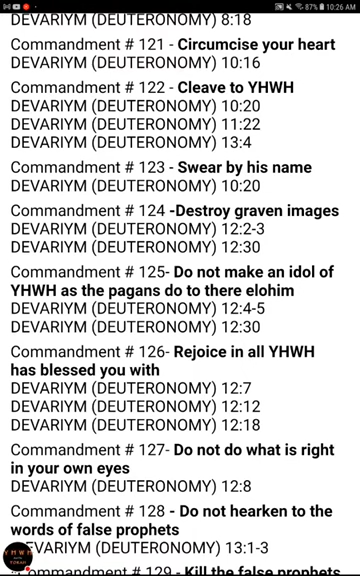 87% 10:26 AM
DEVARIYM (DEUTERONOMY) 8:18
Commandment # 121 - Circumcise your heart
DEVARIYM (DEUTERONOMY) 10:16
Commandment # 122 - Cleave to YHWH
DEVARIYM (DEUTERONOMY) 10:20
DEVARIYM (DEUTERONOMY) 11:22
DEVARIYM (DEUTERONOMY) 13:4
Commandment # 123 - Swear by his name
DEVARIYM (DEUTERONOMY) 10:20
Commandment # 124 -Destroy graven images
DEVARIYM (DEUTERONOMY) 12:2-3
DEVARIYM (DEUTERONOMY) 12:30
Commandment # 125- Do not make an idol of
YHWH as the pagans do to there elohim
DEVARIYM (DEUTERONOMY) 12:4-5
DEVARIYM (DEUTERONOMY) 12:30
Commandment # 126- Rejoice in all YHWH
has blessed you with
DEVARIYM (DEUTERONOMY) 12:7
DEVARIYM (DEUTERONOMY) 12:12
DEVARIYM (DEUTERONOMY) 12:18
Commandment # 127- Do not do what is right
in your own eyes
DEVARIYM (DEUTERONOMY) 12:8
Commandment # 128 - Do not hearken to the
words of false prophets
EVARIYM (DEUTERONOMY) 13:1-3
Commandment # 129 - Kill the false prophets